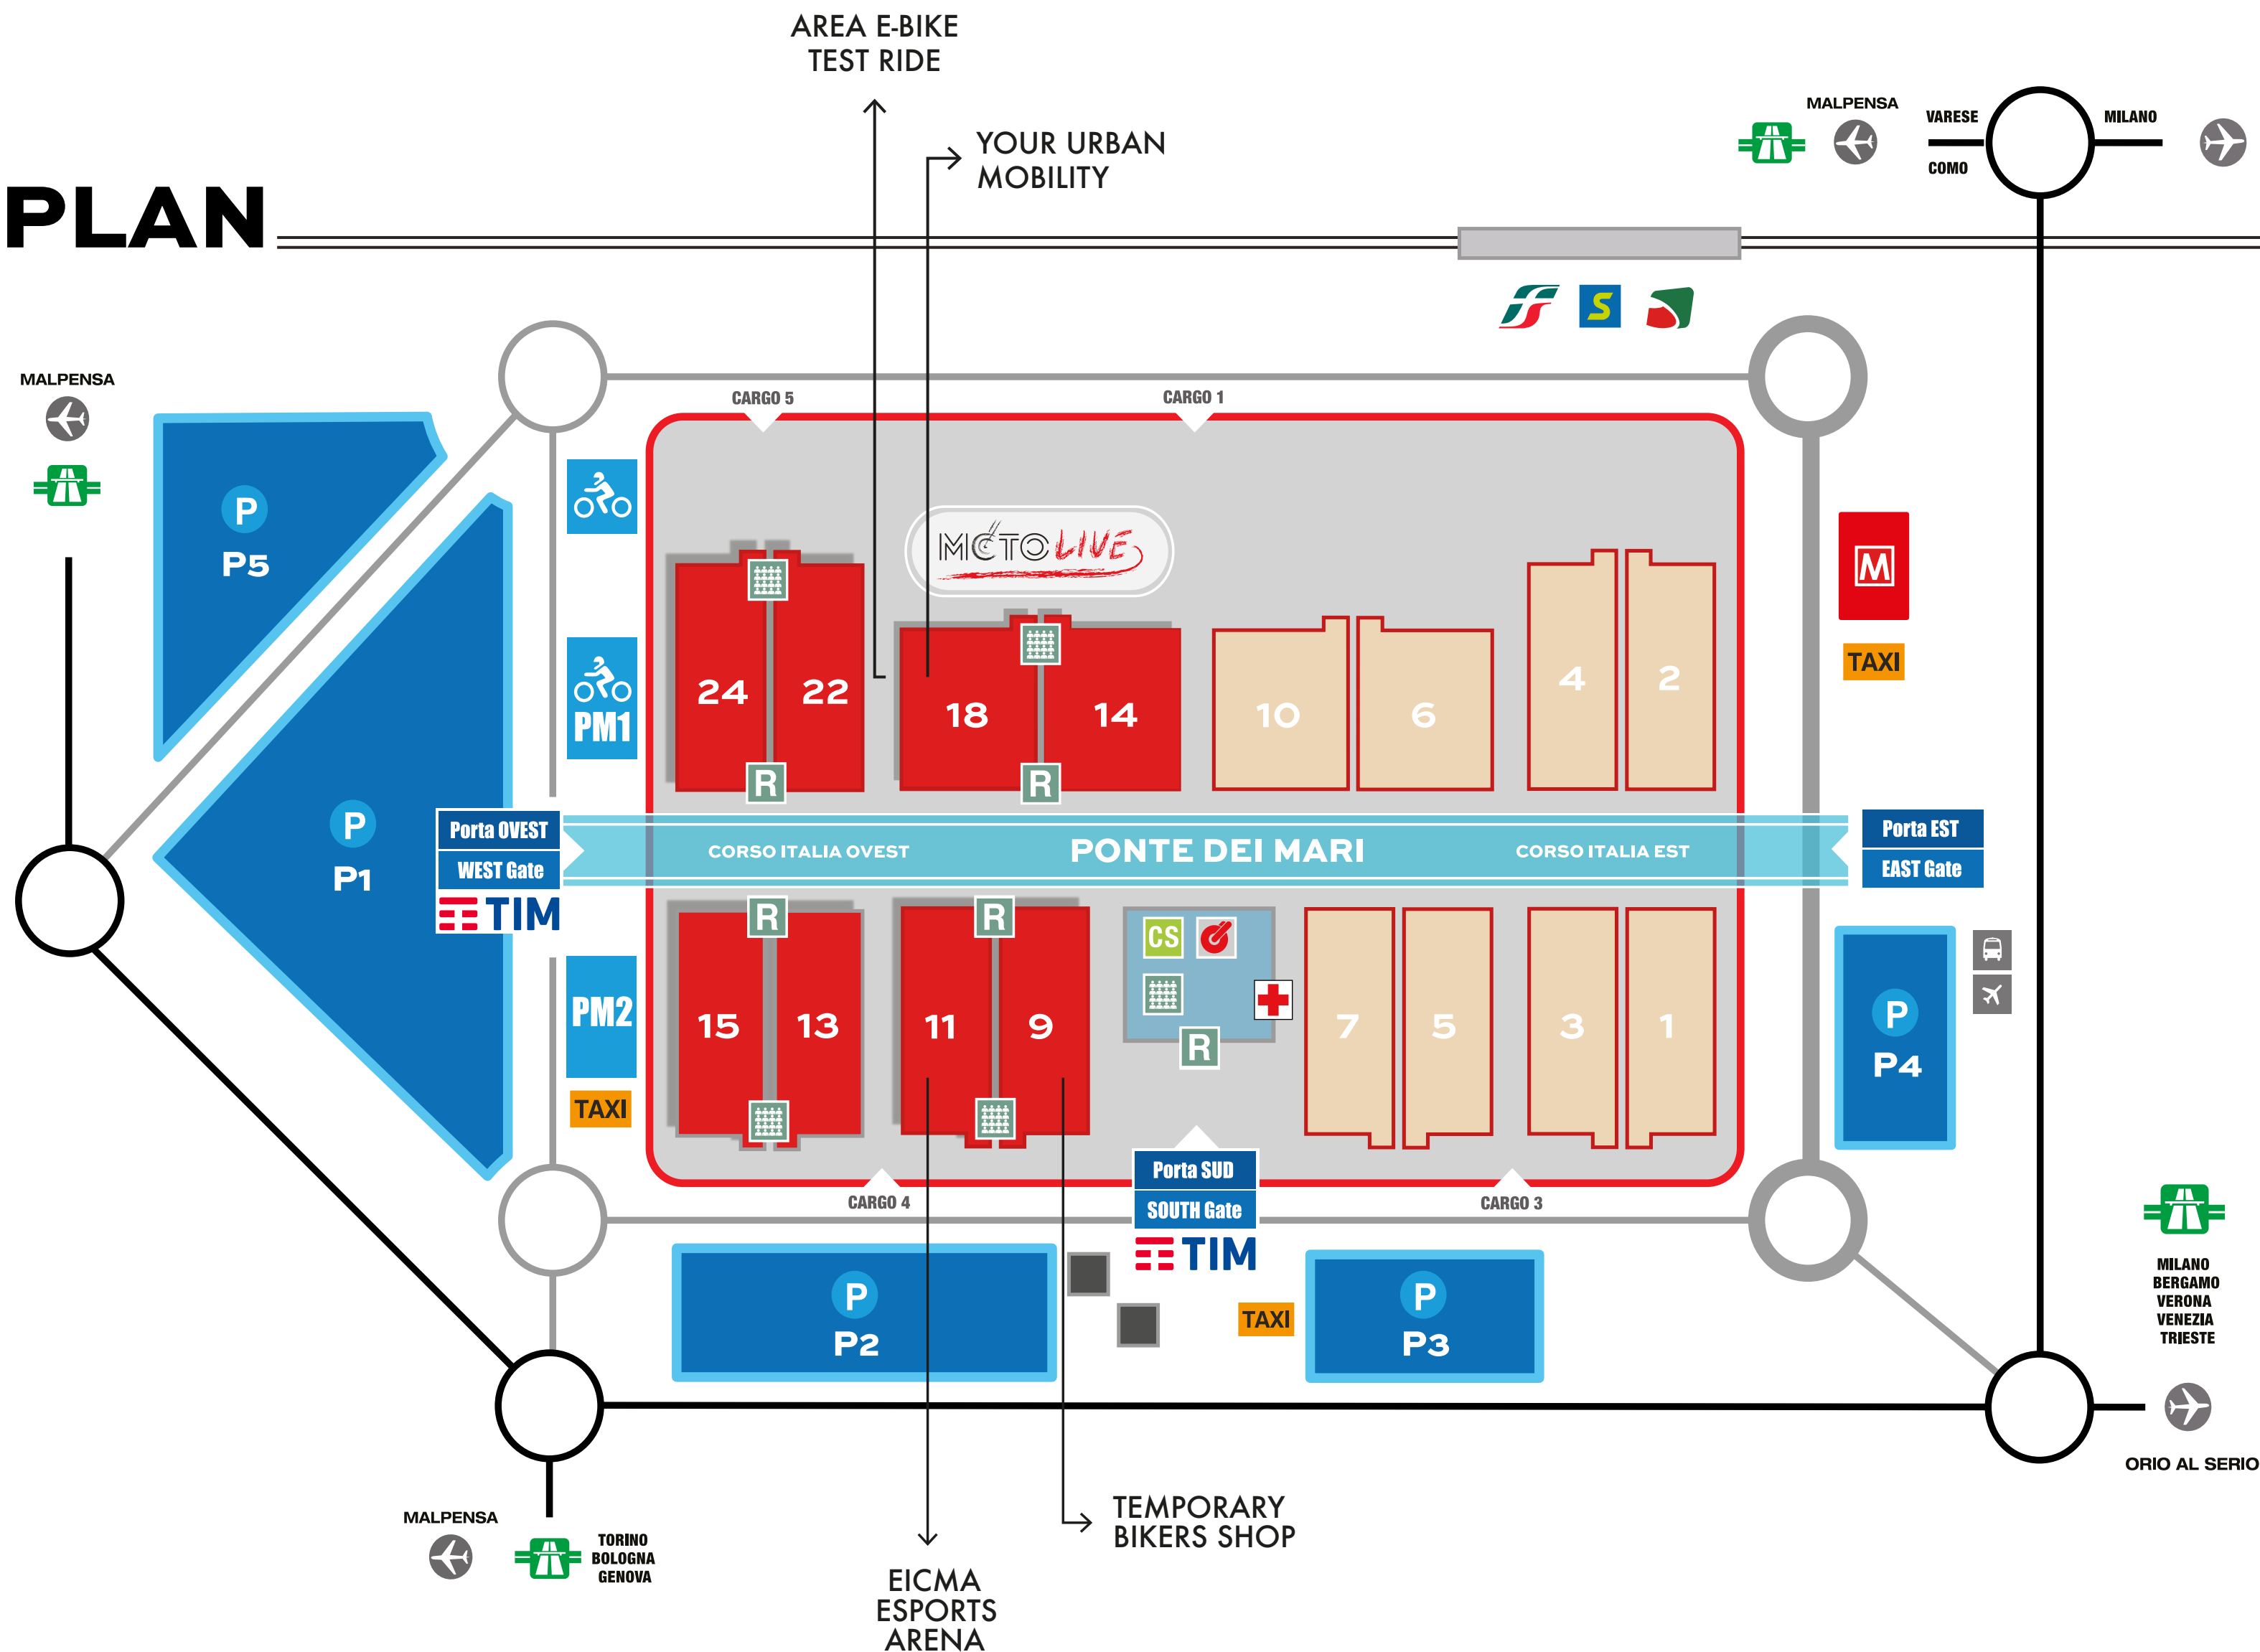 AREA E-BIKE
TEST RIDE
YOUR URBAN
MOBILITY
MALPENSA
VARESE
COMO
MILANO
PLAN
S
MALPENSA
CARGO 5
CARGO 1
P
P5
MOTO LIVE
M
TAXI
PM1
24
22
18
14
10
6
4
2
R
R
P
P1
Porta OVEST
WEST Gate
TIM
CORSO ITALIA OVEST
PONTE DEI MARI
CORSO ITALIA EST
Porta EST
EAST Gate
R
R
CS
PM2
15
13
11
9
R
7
5
3
1
P
P4
TAXI
Porta SUD
SOUTH Gate
TIM
CARGO 4
CARGO 3
P
P2
TAXI
P
P3
MILANO
BERGAMO
VERONA
VENEZIA
TRIESTE
ORIO AL SERIO
MALPENSA
TORINO
BOLOGNA
GENOVA
TEMPORARY
BIKERS SHOP
EICMA
ESPORTS
ARENA